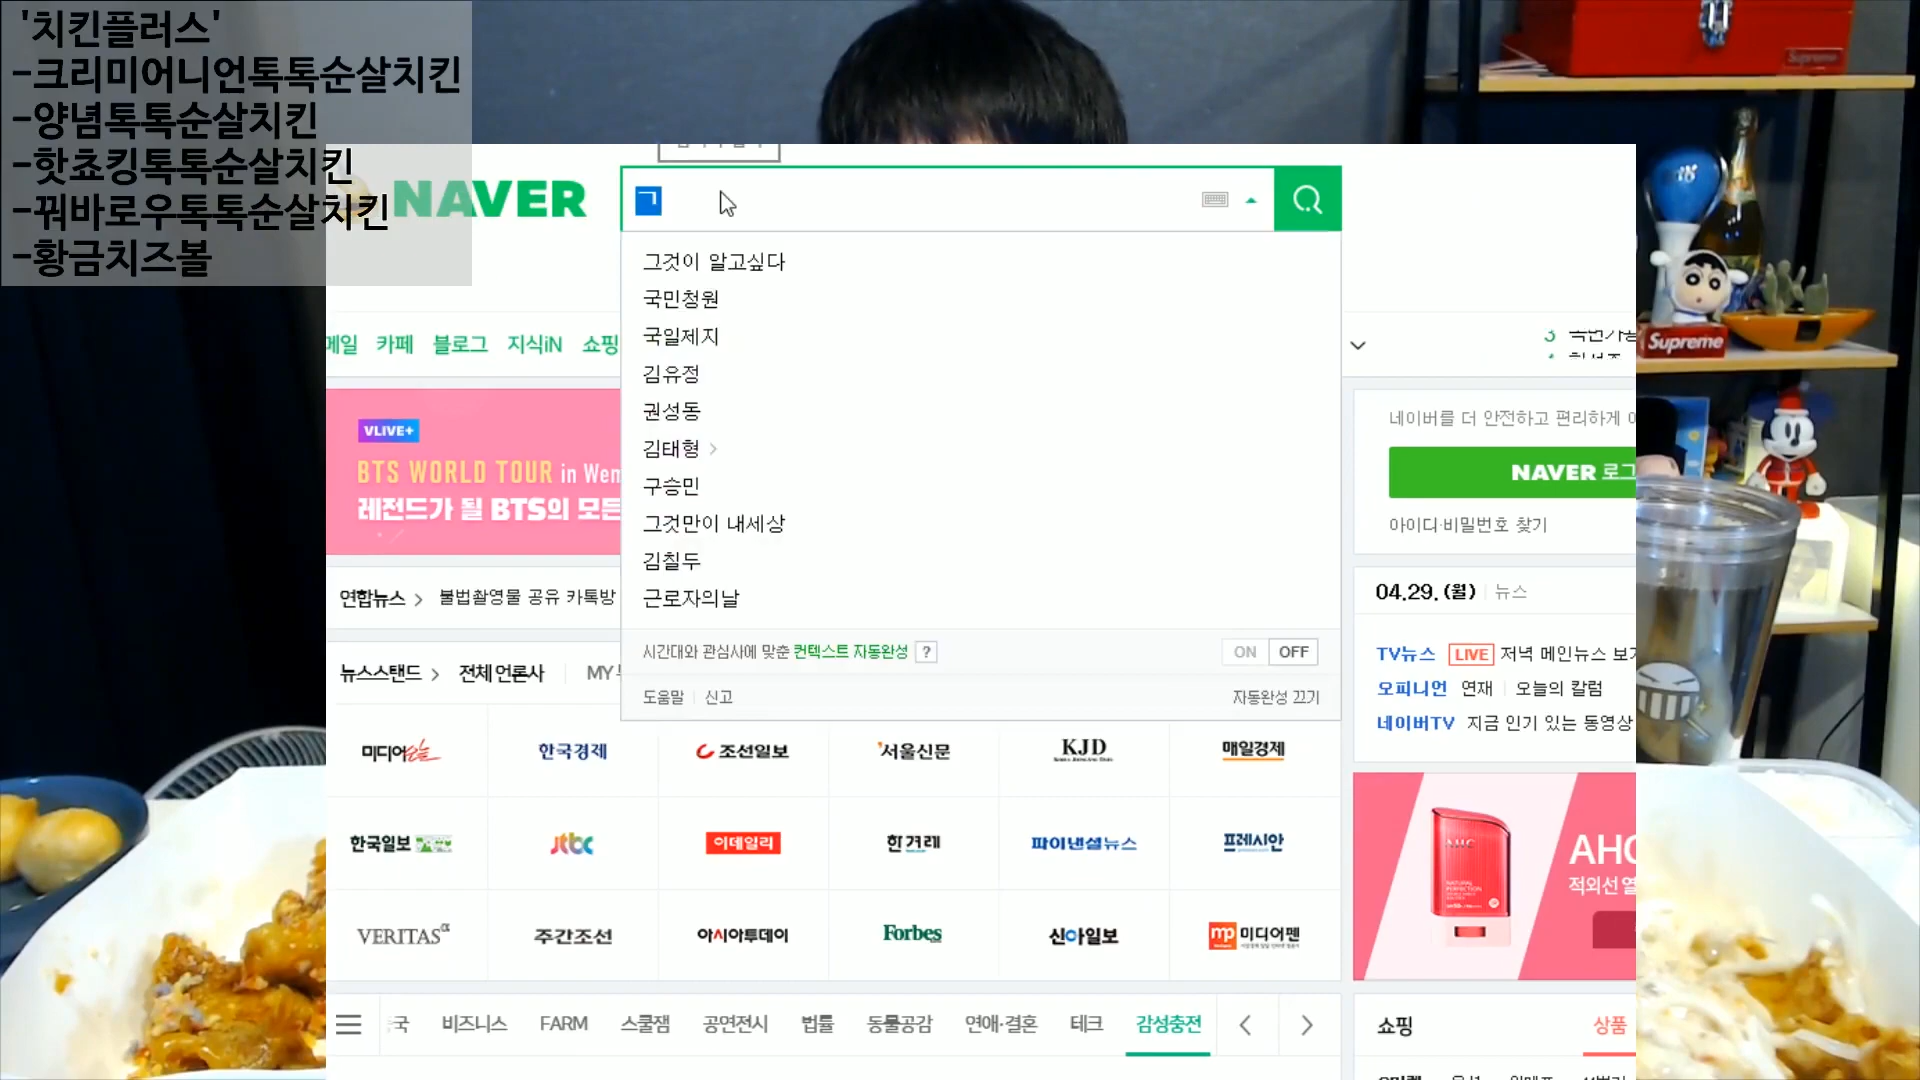 '치킨플러스'
-크리미어니언톡톡순살치킨
-양념톡톡순살치킨
-핫쵸킹톡톡순살치킨
-꿔바로우톡톡순살치킨
-황금치즈볼
Supreme
Supreme
NAVER
ㄱ
그것이 알고싶다
국민청원
국일제지
김유정
권성동
김태형 >
구승민
그것만이 내세상
김칠두
근로자의날
시간대와 관심사에 맞춘 컨텍스트 자동완성 ?
ON OFF
도움말 신고
자동완성 끄기
메일 카페 블로그 지식iN 쇼핑
3
VLIVE+
BTS WORLD TOUR in Wem
레전드가 될 BTS의 모든
네이버를 더 안전하고 편리하게
NAVER 로그
아이디·비밀번호 찾기
연합뉴스 > 불법촬영물 공유 카톡방
04.29.(월) 뉴스
뉴스스탠드 > 전체언론사 MY
TV뉴스 LIVE 저녁 메인뉴스 보기
오피니언 연재 오늘의 칼럼
네이버TV 지금 인기 있는 동영상
미디어오늘 한국경제 조선일보 서울신문 KJD 매일경제
한국일보 jtbc 이데일리 한겨레 파이낸셜뉴스 프레시안
VERITAS α 주간조선 아시아투데이 Forbes 신아일보 mp 미디어펜
AHC
AHC
적외선 열
국 비즈니스 FARM 스쿨잼 공연전시 법률 동물공감 연애·결혼 테크 감성충전 < >
쇼핑 상품